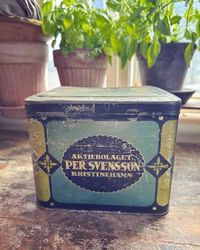 AKTIEBOLAGET
PER SVENSSON
KRISTINEHAMN